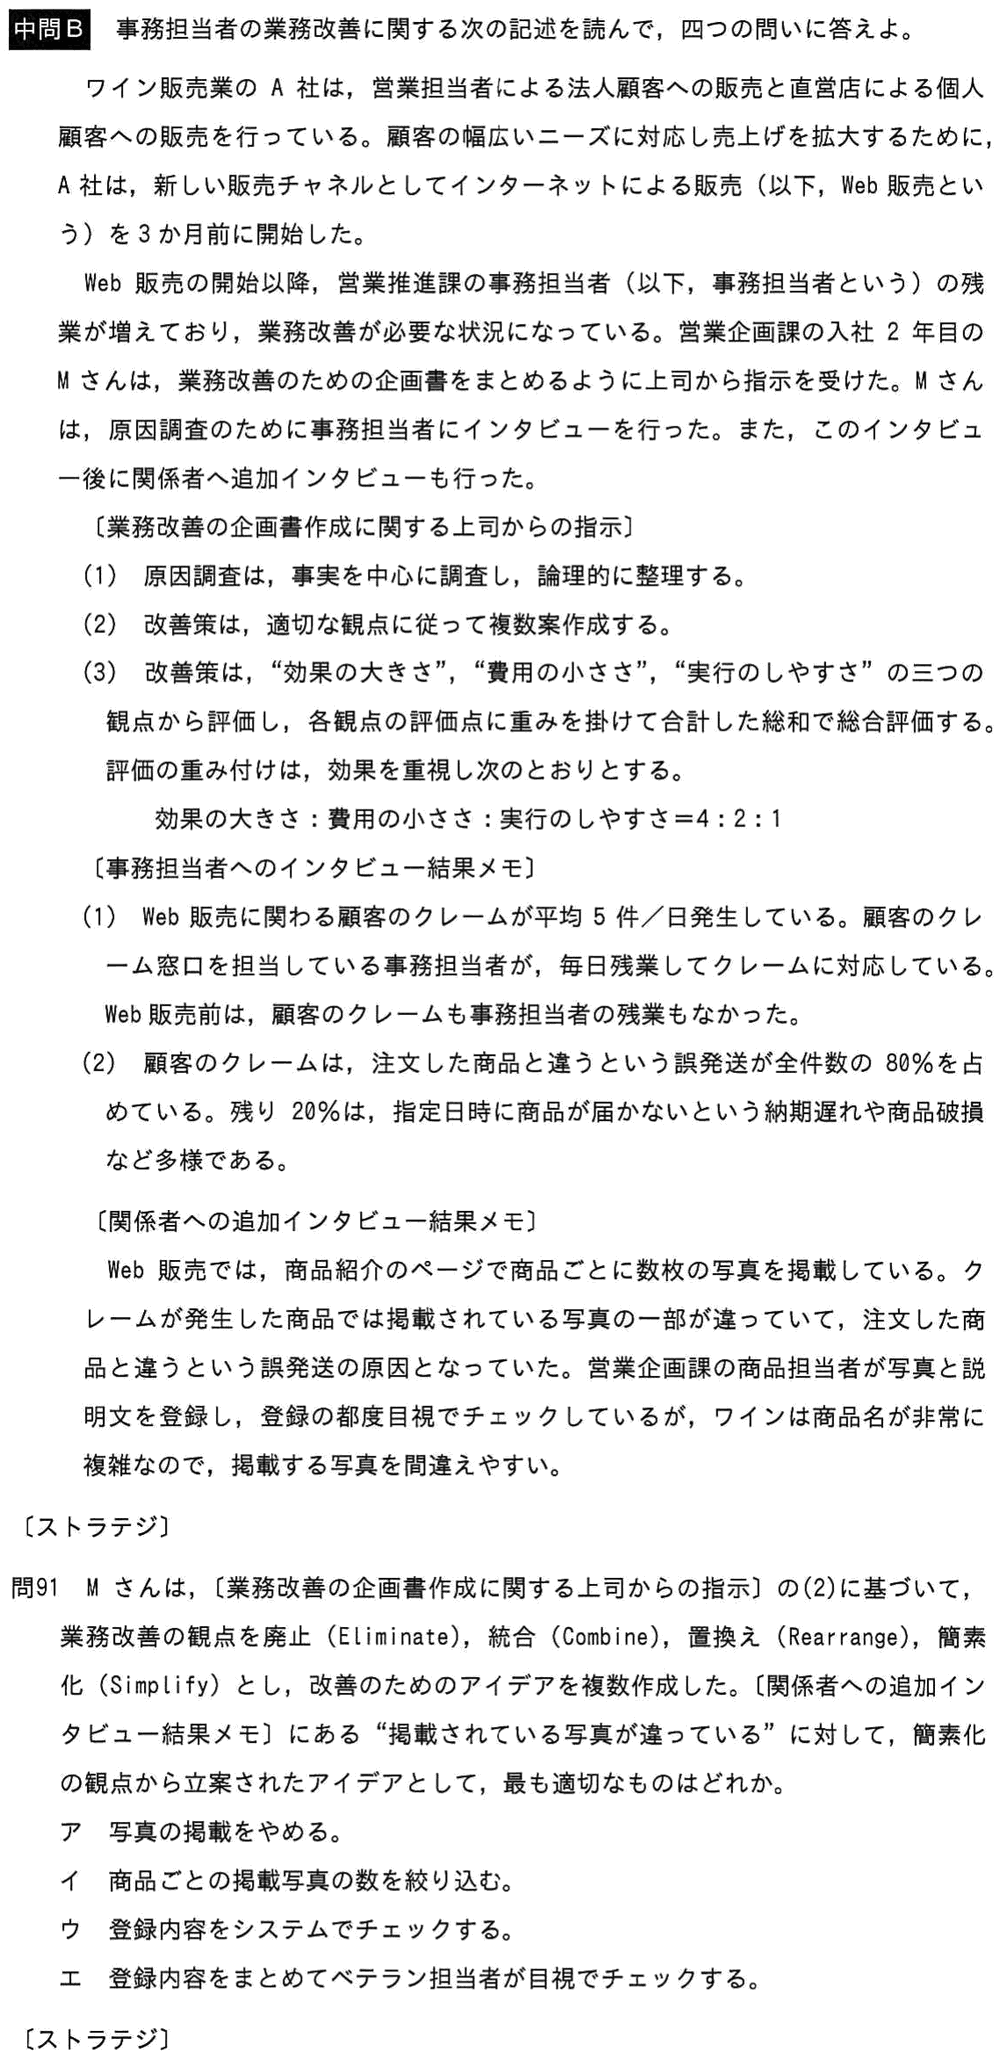 中問B 事務担当者の業務改善に関する次の記述を読んで，四つの問いに答えよ。
ワイン販売業の A 社は，営業担当者による法人顧客への販売と直営店による個人
顧客への販売を行っている。顧客の幅広いニーズに対応し売上げを拡大するために，
A 社は，新しい販売チャネルとしてインターネットによる販売（以下，Web 販売とい
う）を3か月前に開始した。
Web 販売の開始以降，営業推進課の事務担当者（以下，事務担当者という）の残
業が増えており，業務改善が必要な状況になっている。営業企画課の入社 2 年目の
M さんは，業務改善のための企画書をまとめるように上司から指示を受けた。M さん
は，原因調査のために事務担当者にインタビューを行った。また，このインタビュ
ー後に関係者へ追加インタビューも行った。
〔業務改善の企画書作成に関する上司からの指示〕
(1) 原因調査は，事実を中心に調査し，論理的に整理する。
(2) 改善策は，適切な観点に従って複数案作成する。
(3) 改善策は，“効果の大きさ”，“費用の小ささ”，“実行のしやすさ” の三つの
観点から評価し，各観点の評価点に重みを掛けて合計した総和で総合評価する。
評価の重み付けは，効果を重視し次のとおりとする。
効果の大きさ：費用の小ささ：実行のしやすさ＝4：2：1
〔事務担当者へのインタビュー結果メモ〕
(1) Web 販売に関わる顧客のクレームが平均 5 件／日発生している。顧客のクレ
ーム窓口を担当している事務担当者が，毎日残業してクレームに対応している。
Web 販売前は，顧客のクレームも事務担当者の残業もなかった。
(2) 顧客のクレームは，注文した商品と違うという誤発送が全件数の 80％を占
めている。残り 20％は，指定日時に商品が届かないという納期遅れや商品破損
など多様である。
〔関係者への追加インタビュー結果メモ〕
Web 販売では，商品紹介のページで商品ごとに数枚の写真を掲載している。ク
レームが発生した商品では掲載されている写真の一部が違っていて，注文した商
品と違うという誤発送の原因となっていた。営業企画課の商品担当者が写真と説
明文を登録し，登録の都度目視でチェックしているが，ワインは商品名が非常に
複雑なので，掲載する写真を間違えやすい。
〔ストラテジ〕
問91 M さんは，〔業務改善の企画書作成に関する上司からの指示〕の(2)に基づいて，
業務改善の観点を廃止（Eliminate），統合（Combine），置換え（Rearrange），簡素
化（Simplify）とし，改善のためのアイデアを複数作成した。〔関係者への追加イン
タビュー結果メモ〕にある “掲載されている写真が違っている” に対して，簡素化
の観点から立案されたアイデアとして，最も適切なものはどれか。
ア 写真の掲載をやめる。
イ 商品ごとの掲載写真の数を絞り込む。
ウ 登録内容をシステムでチェックする。
エ 登録内容をまとめてベテラン担当者が目視でチェックする。
〔ストラテジ〕